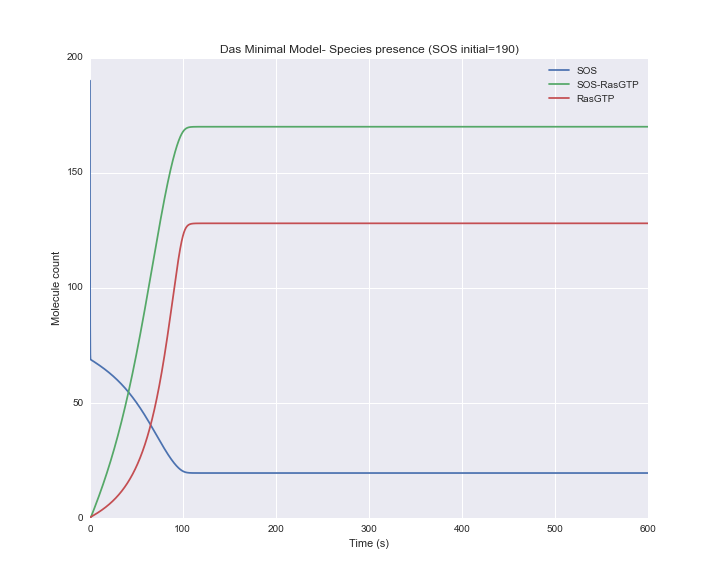 Das Minimal Model- Species presence (SOS initial=190)
SOS
SOS-RasGTP
RasGTP
200
150
100
50
0
Molecule count
0 100 200 300 400 500 600
Time (s)